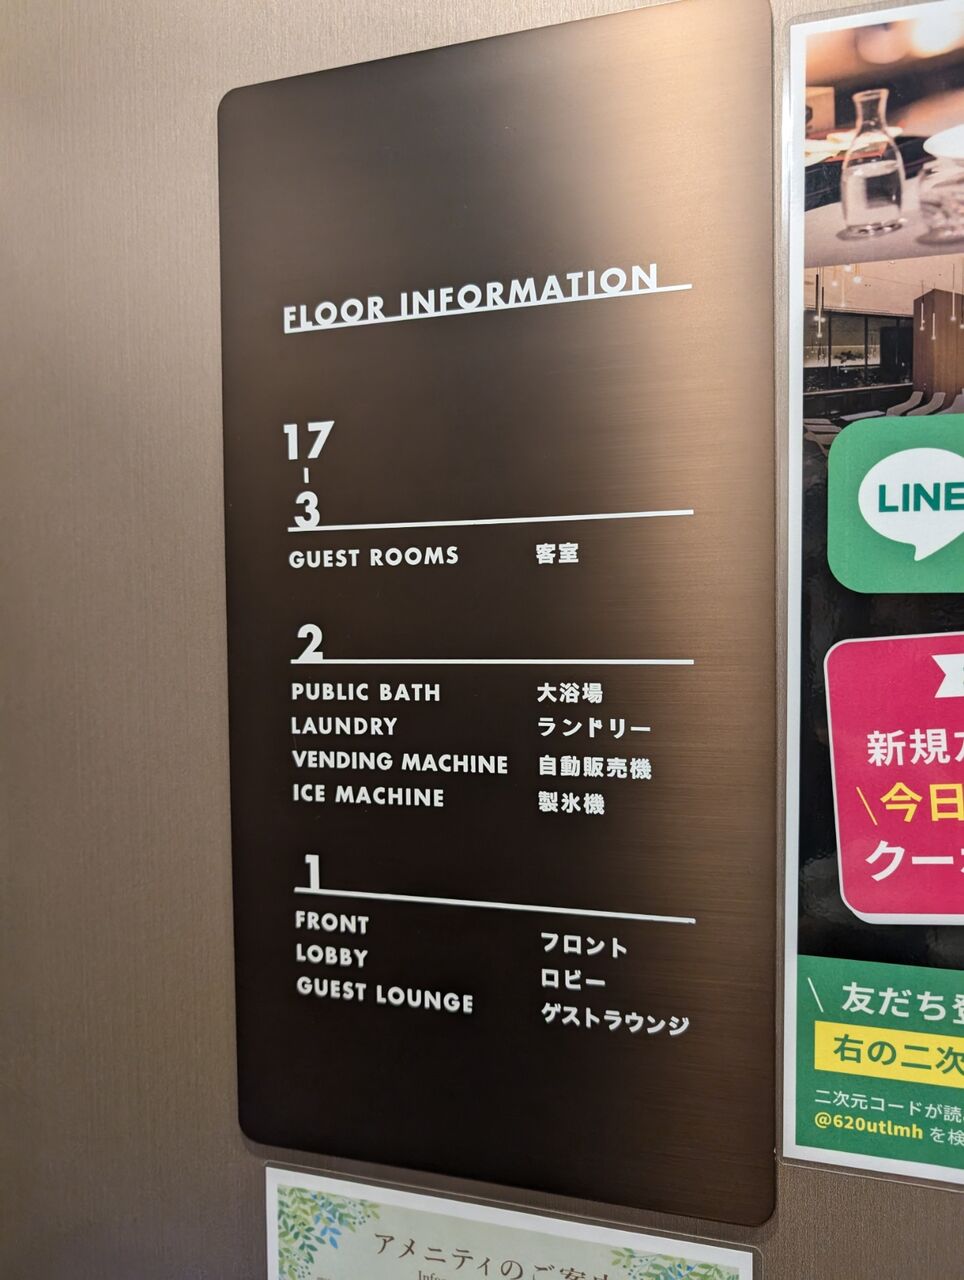 FLOOR INFORMATION
17
-
3
GUEST ROOMS 客室
2
PUBLIC BATH 大浴場
LAUNDRY ランドリー
VENDING MACHINE 自動販売機
ICE MACHINE 製氷機
1
FRONT フロント
LOBBY ロビー
GUEST LOUNGE ゲストラウンジ
LINE
新規
\今日
クー
\ 友だち
右の二次
二次元コードが読
@620utlmh を検
アメニティのご案内